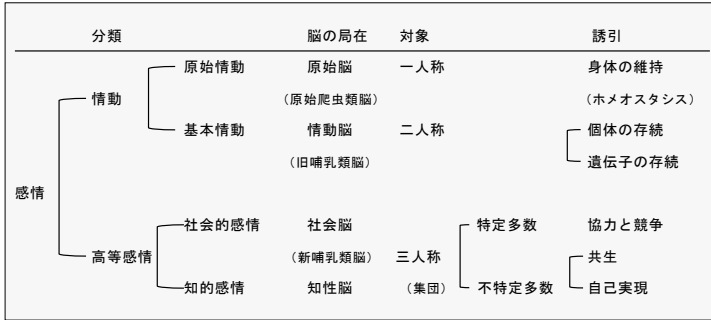 分類 脳の局在 対象 誘引
原始情動 原始脳 一人称 身体の維持
情動 （原始爬虫類脳） （ホメオスタシス）
基本情動 情動脳 二人称 個体の存続
（旧哺乳類脳） 遺伝子の存続
感情
社会的感情 社会脳 特定多数 協力と競争
高等感情 （新哺乳類脳） 三人称 共生
知的感情 知性脳 （集団） 不特定多数 自己実現